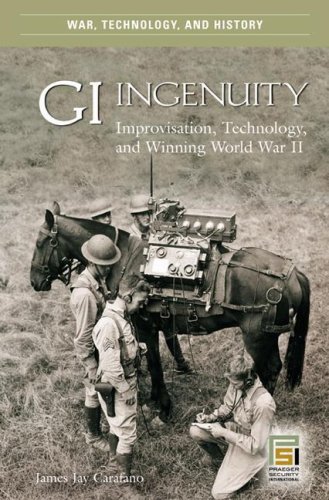 WAR, TECHNOLOGY, AND HISTORY
GI INGENUITY
Improvisation, Technology,
and Winning World War II
James Jay Carafano
PSI
PRAEGER
SECURITY
INTERNATIONAL